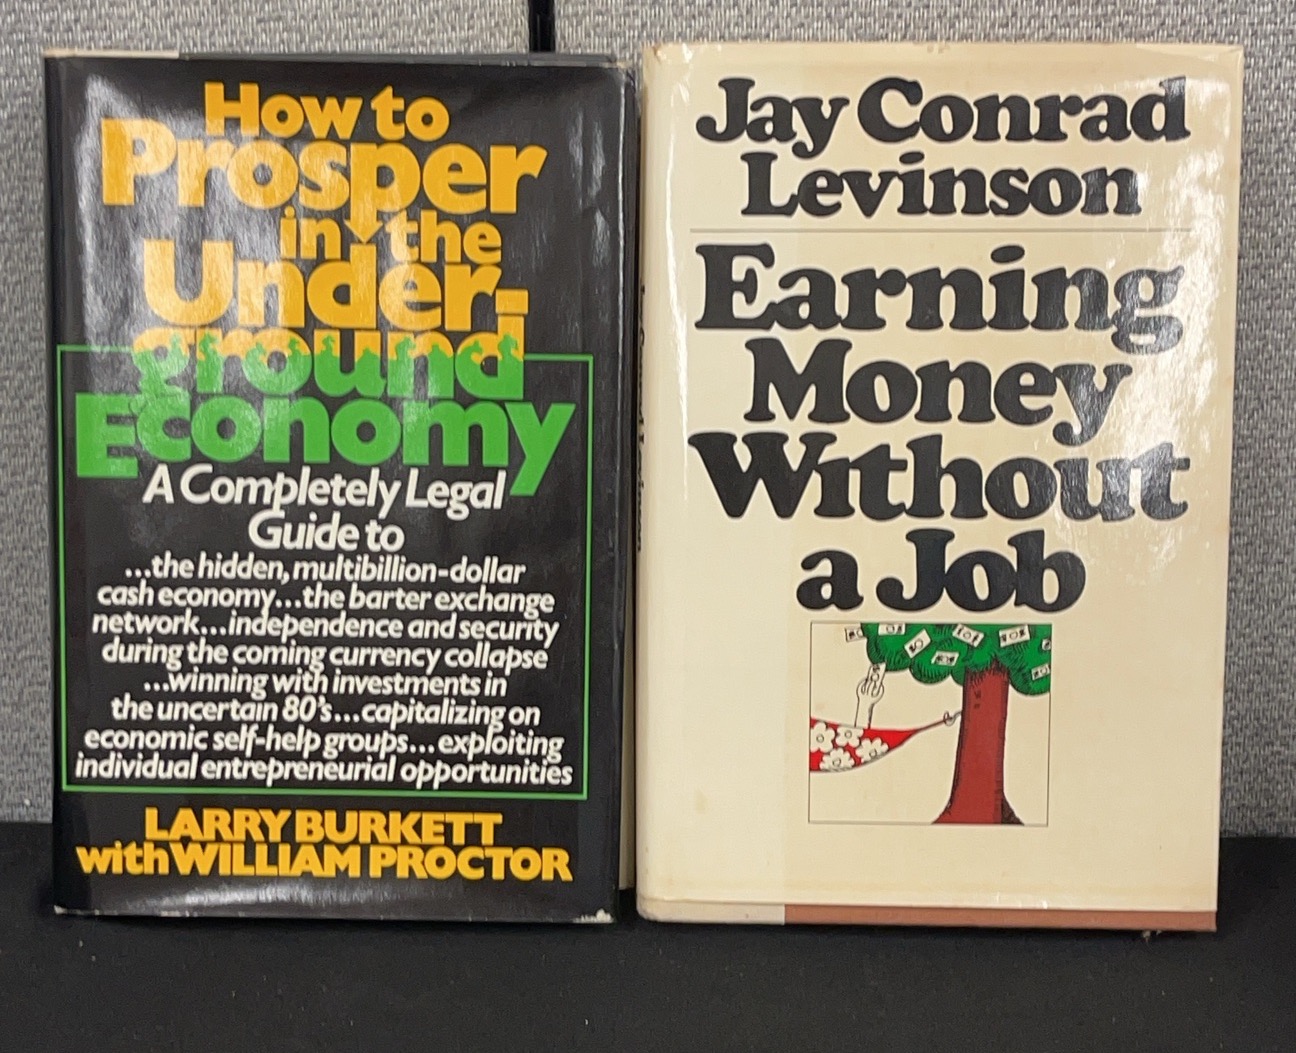 How to
Prosper
in the
Under-
ground
Economy
A Completely Legal
Guide to
...the hidden, multibillion-dollar
cash economy...the barter exchange
network...independence and security
during the coming currency collapse
...winning with investments in
the uncertain 80's...capitalizing on
economic self-help groups...exploiting
individual entrepreneurial opportunities
LARRY BURKETT
with WILLIAM PROCTOR
Jay Conrad
Levinson
Earning
Money
Without
a Job